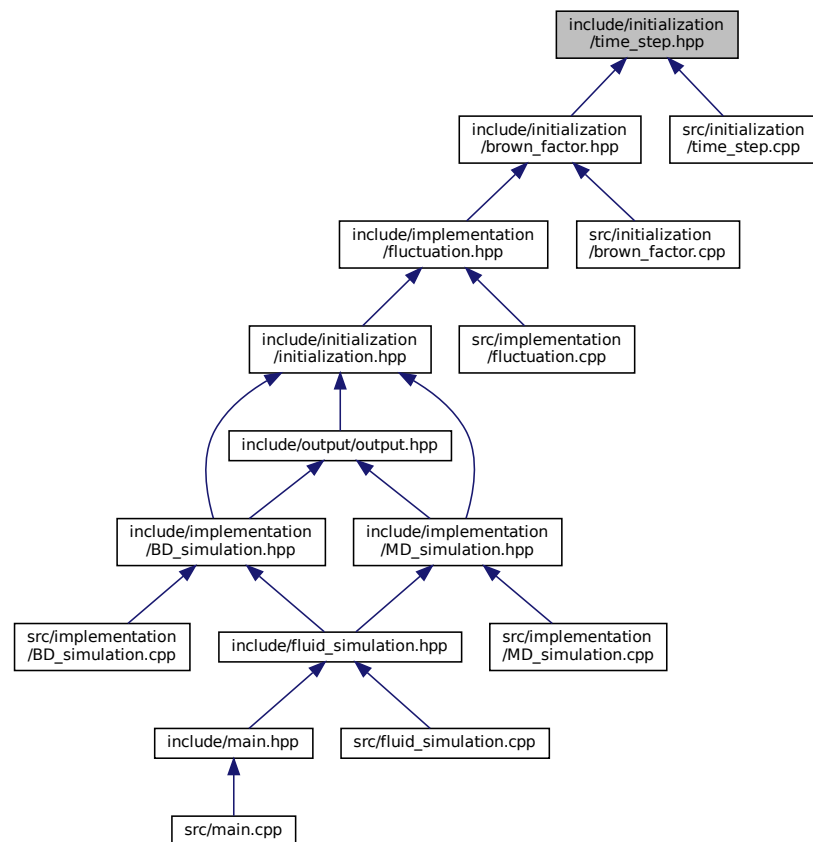 include/initialization
/time_step.hpp
include/initialization
/brown_factor.hpp
src/initialization
/time_step.cpp
include/implementation
/fluctuation.hpp
src/initialization
/brown_factor.cpp
include/initialization
/initialization.hpp
src/implementation
/fluctuation.cpp
include/output/output.hpp
include/implementation
/BD_simulation.hpp
include/implementation
/MD_simulation.hpp
src/implementation
/BD_simulation.cpp
include/fluid_simulation.hpp
src/implementation
/MD_simulation.cpp
include/main.hpp
src/fluid_simulation.cpp
src/main.cpp